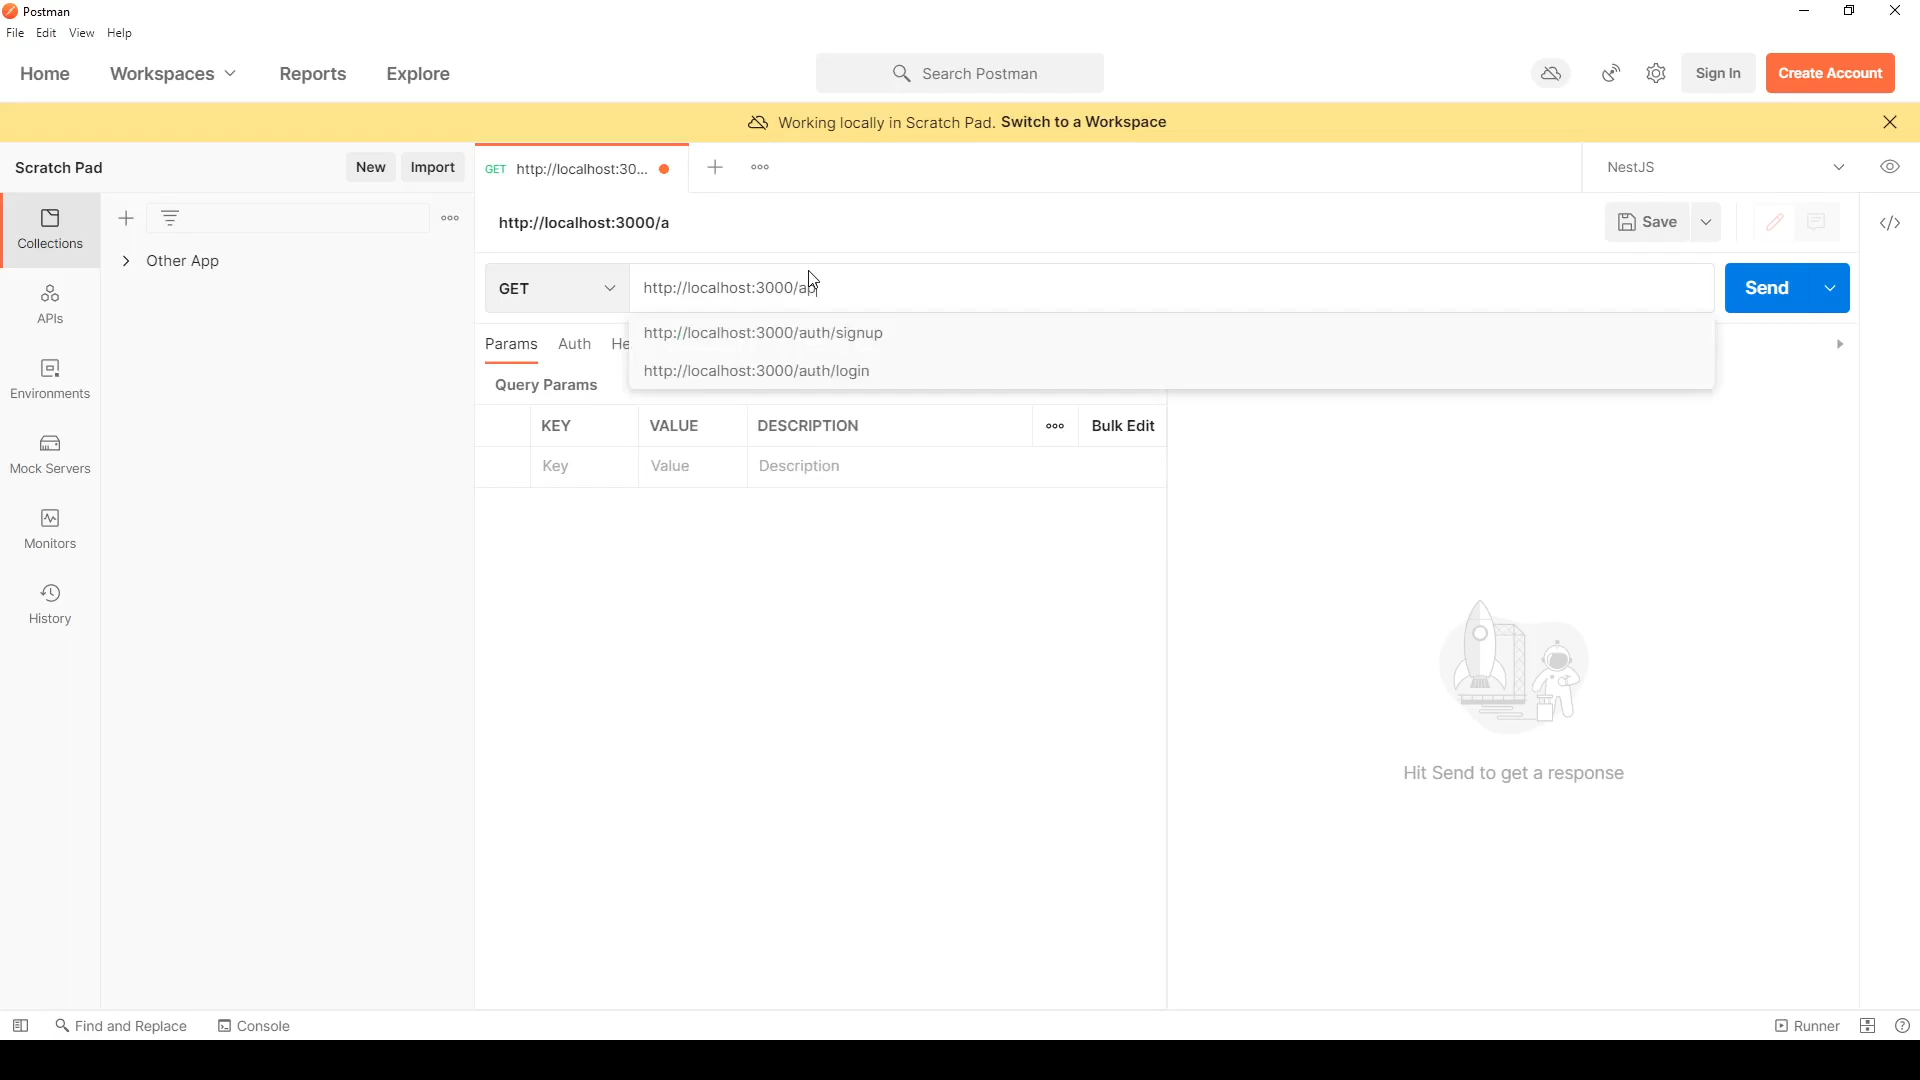 Postman
File Edit View Help
Home Workspaces Reports Explore Search Postman Sign In Create Account
Working locally in Scratch Pad. Switch to a Workspace
Scratch Pad New Import GET http://localhost:30... NestJS
Collections
Other App
http://localhost:3000/a Save
GET http://localhost:3000/ap Send
http://localhost:3000/auth/signup
http://localhost:3000/auth/login
Params Auth He
Query Params
KEY VALUE DESCRIPTION Bulk Edit
Key Value Description
APIs
Environments
Mock Servers
Monitors
History
Hit Send to get a response
Find and Replace Console Runner